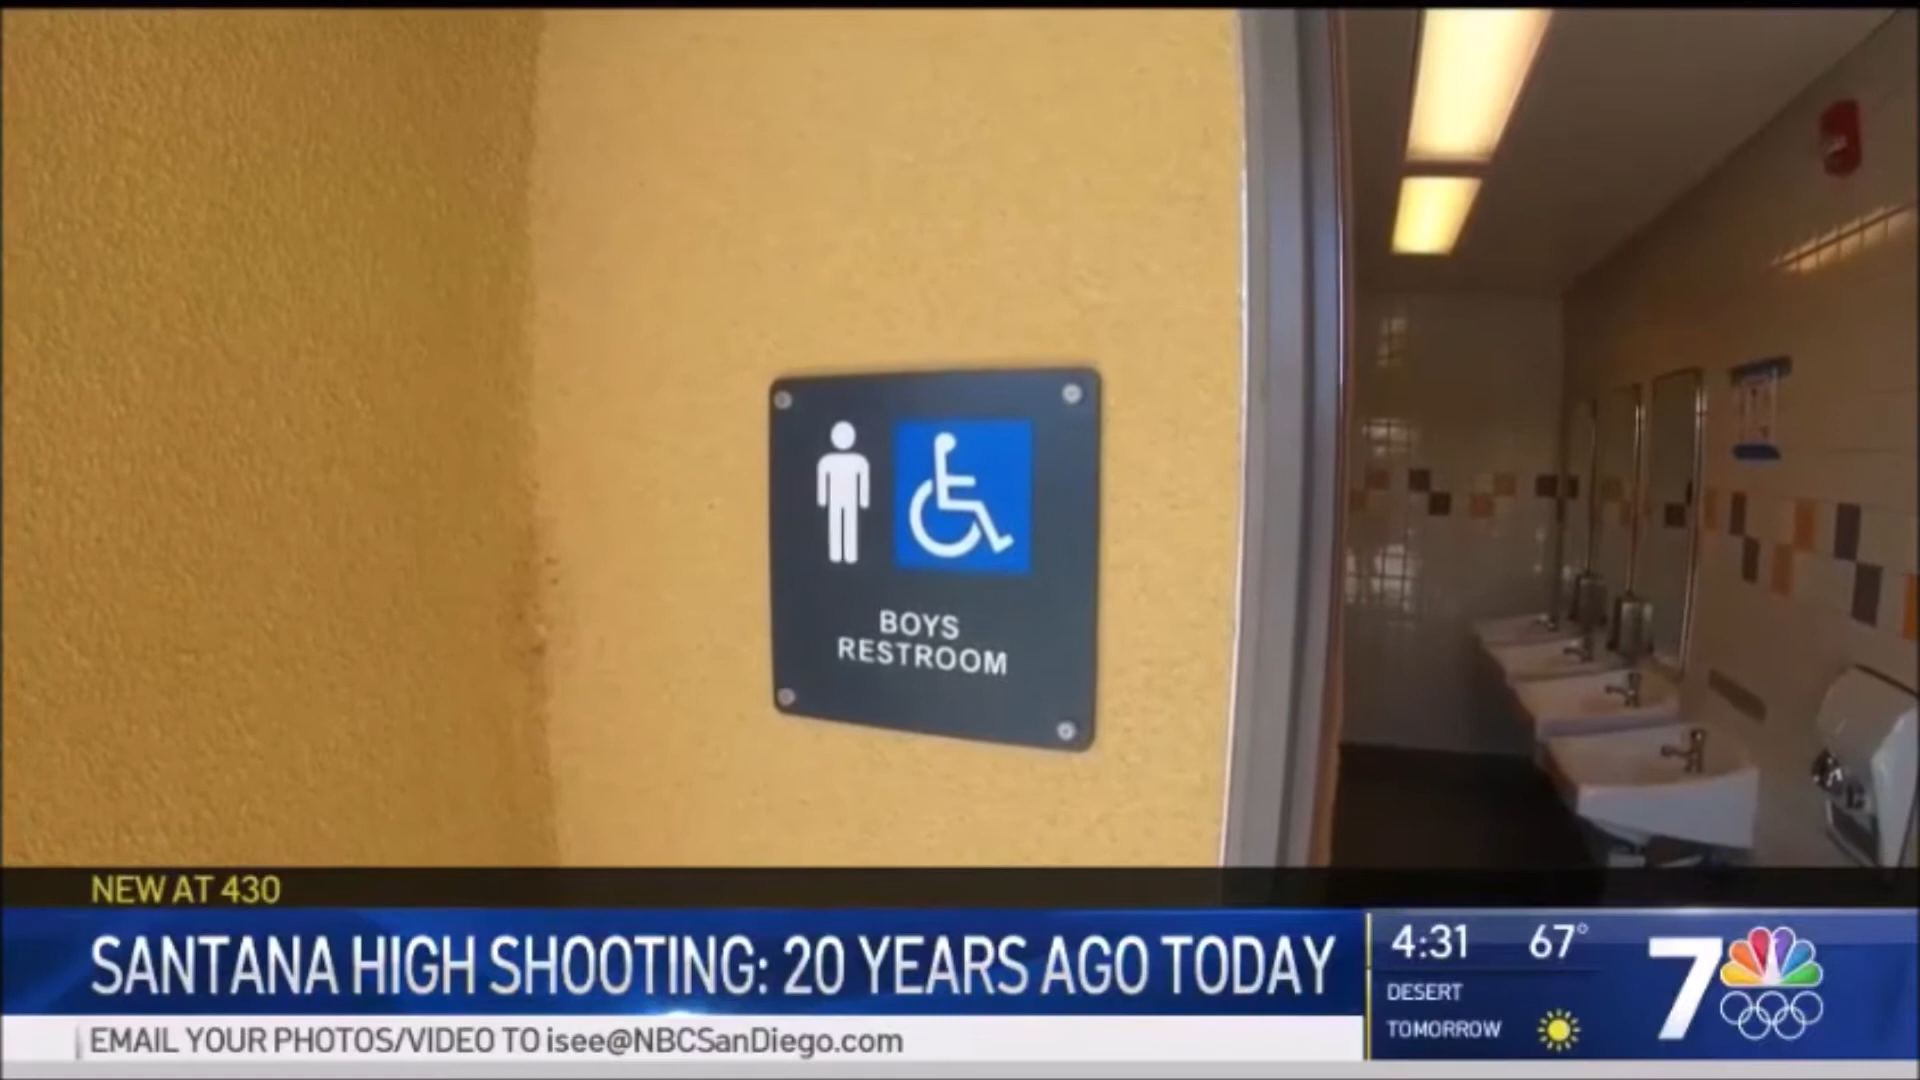 BOYS
RESTROOM
NEW AT 430
SANTANA HIGH SHOOTING: 20 YEARS AGO TODAY
EMAIL YOUR PHOTOS/VIDEO TO isee@NBCSanDiego.com
4:31 67°
DESERT
TOMORROW
7